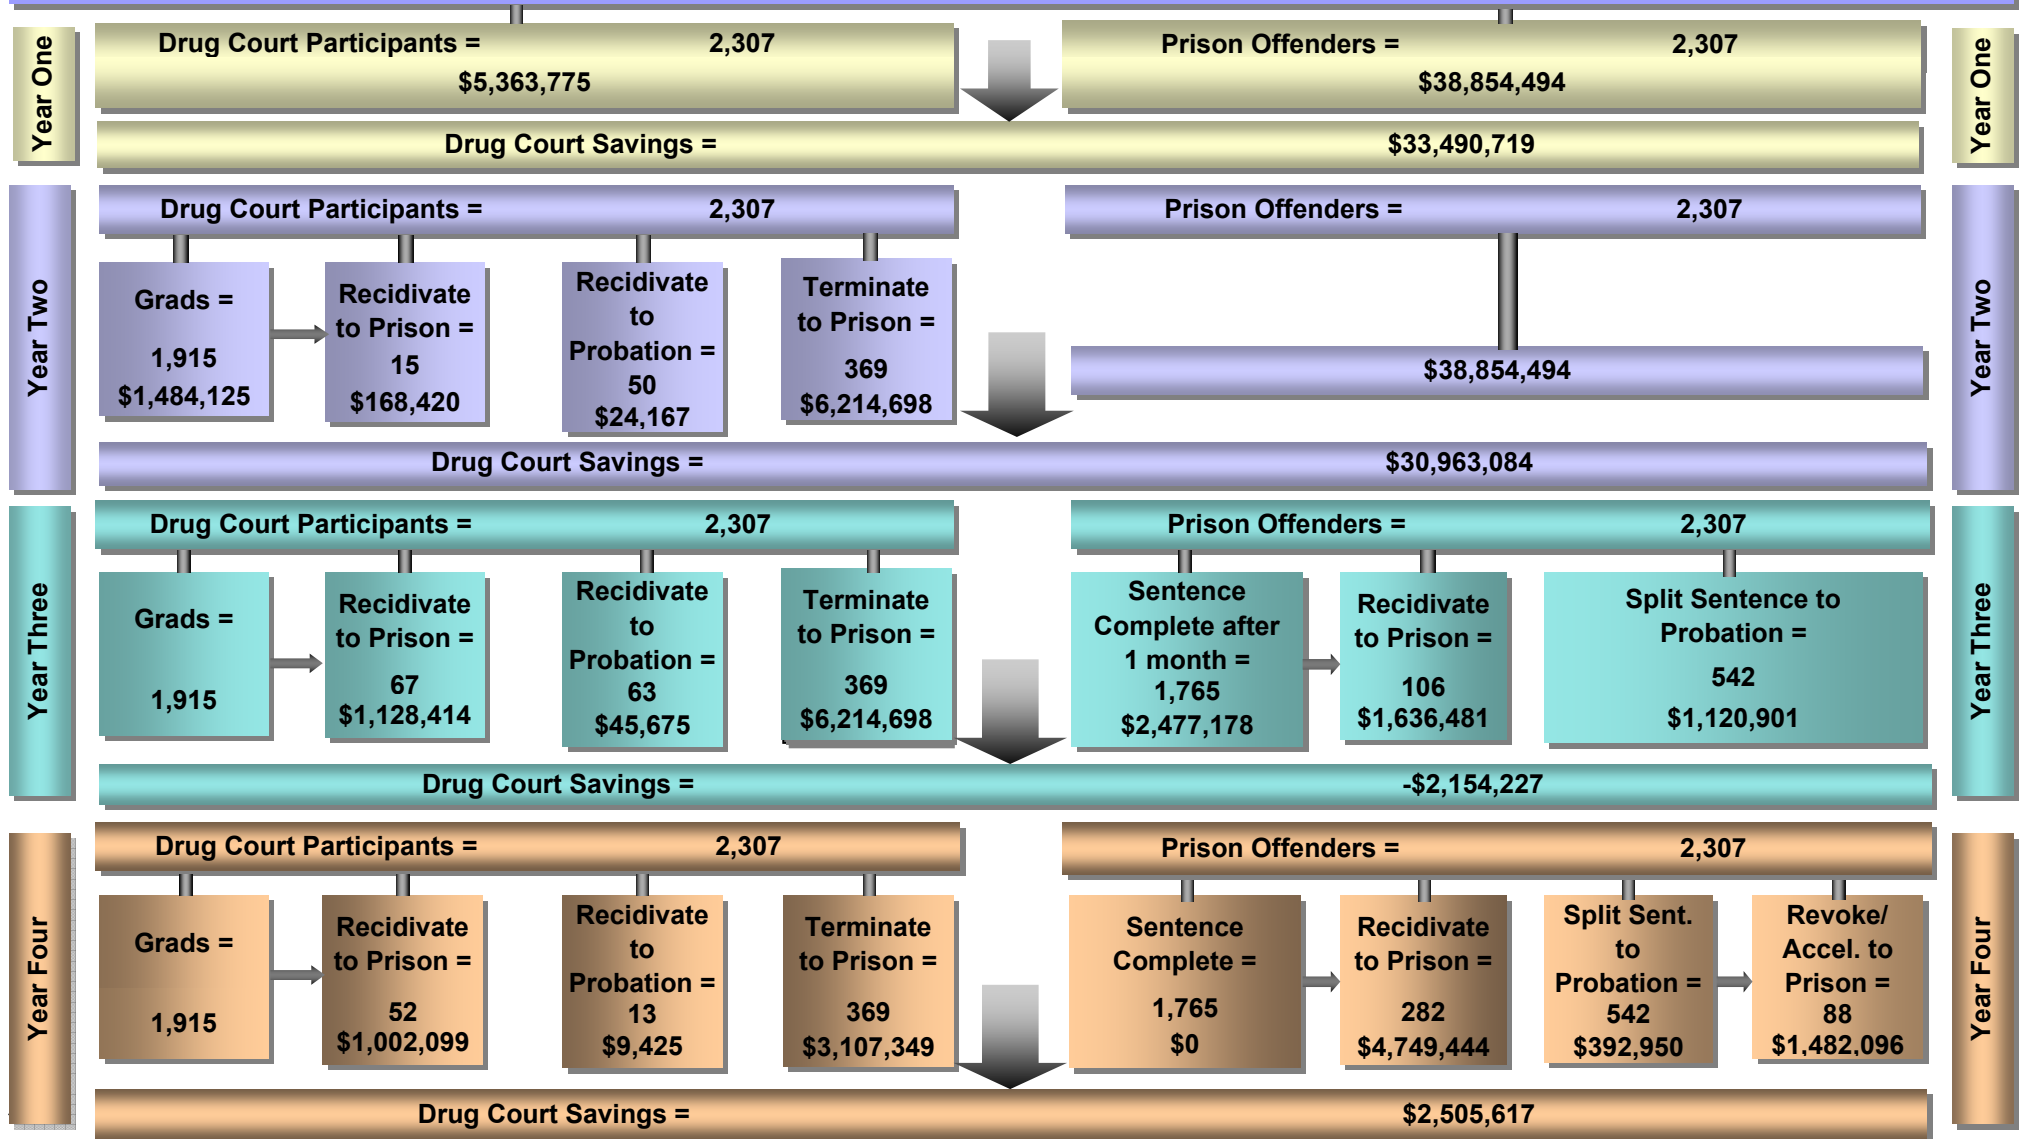 Year One
Drug Court Participants = 2,307
$5,363,775
Prison Offenders = 2,307
$38,854,494
Year One
Drug Court Savings = $33,490,719
Year Two
Drug Court Participants = 2,307
Prison Offenders = 2,307
Year Two
Grads =
1,915
$1,484,125
Recidivate
to Prison =
15
$168,420
Recidivate
to
Probation =
50
$24,167
Terminate
to Prison =
369
$6,214,698
$38,854,494
Drug Court Savings = $30,963,084
Year Three
Drug Court Participants = 2,307
Prison Offenders = 2,307
Year Three
Grads =
1,915
Recidivate
to Prison =
67
$1,128,414
Recidivate
to
Probation =
63
$45,675
Terminate
to Prison =
369
$6,214,698
Sentence
Complete after
1 month =
1,765
$2,477,178
Recidivate
to Prison =
106
$1,636,481
Split Sentence to
Probation =
542
$1,120,901
Drug Court Savings = -$2,154,227
Year Four
Drug Court Participants = 2,307
Prison Offenders = 2,307
Year Four
Grads =
1,915
Recidivate
to Prison =
52
$1,002,099
Recidivate
to
Probation =
13
$9,425
Terminate
to Prison =
369
$3,107,349
Sentence
Complete =
1,765
$0
Recidivate
to Prison =
282
$4,749,444
Split Sent.
to
Probation =
542
$392,950
Revoke/
Accel. to
Prison =
88
$1,482,096
Drug Court Savings = $2,505,617